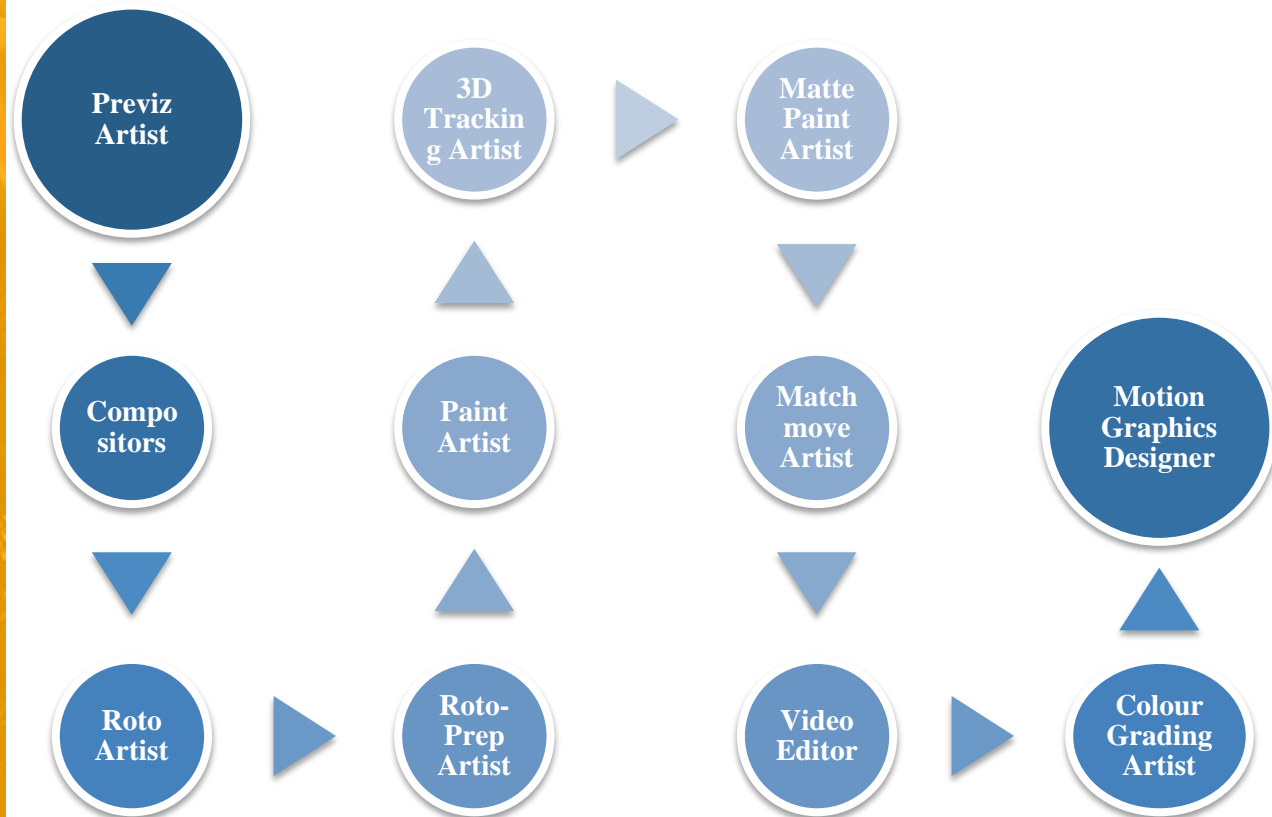 Previz
Artist
Compo
sitors
Roto
Artist
Roto-
Prep
Artist
Paint
Artist
3D
Trackin
g Artist
Matte
Paint
Artist
Match
move
Artist
Video
Editor
Colour
Grading
Artist
Motion
Graphics
Designer